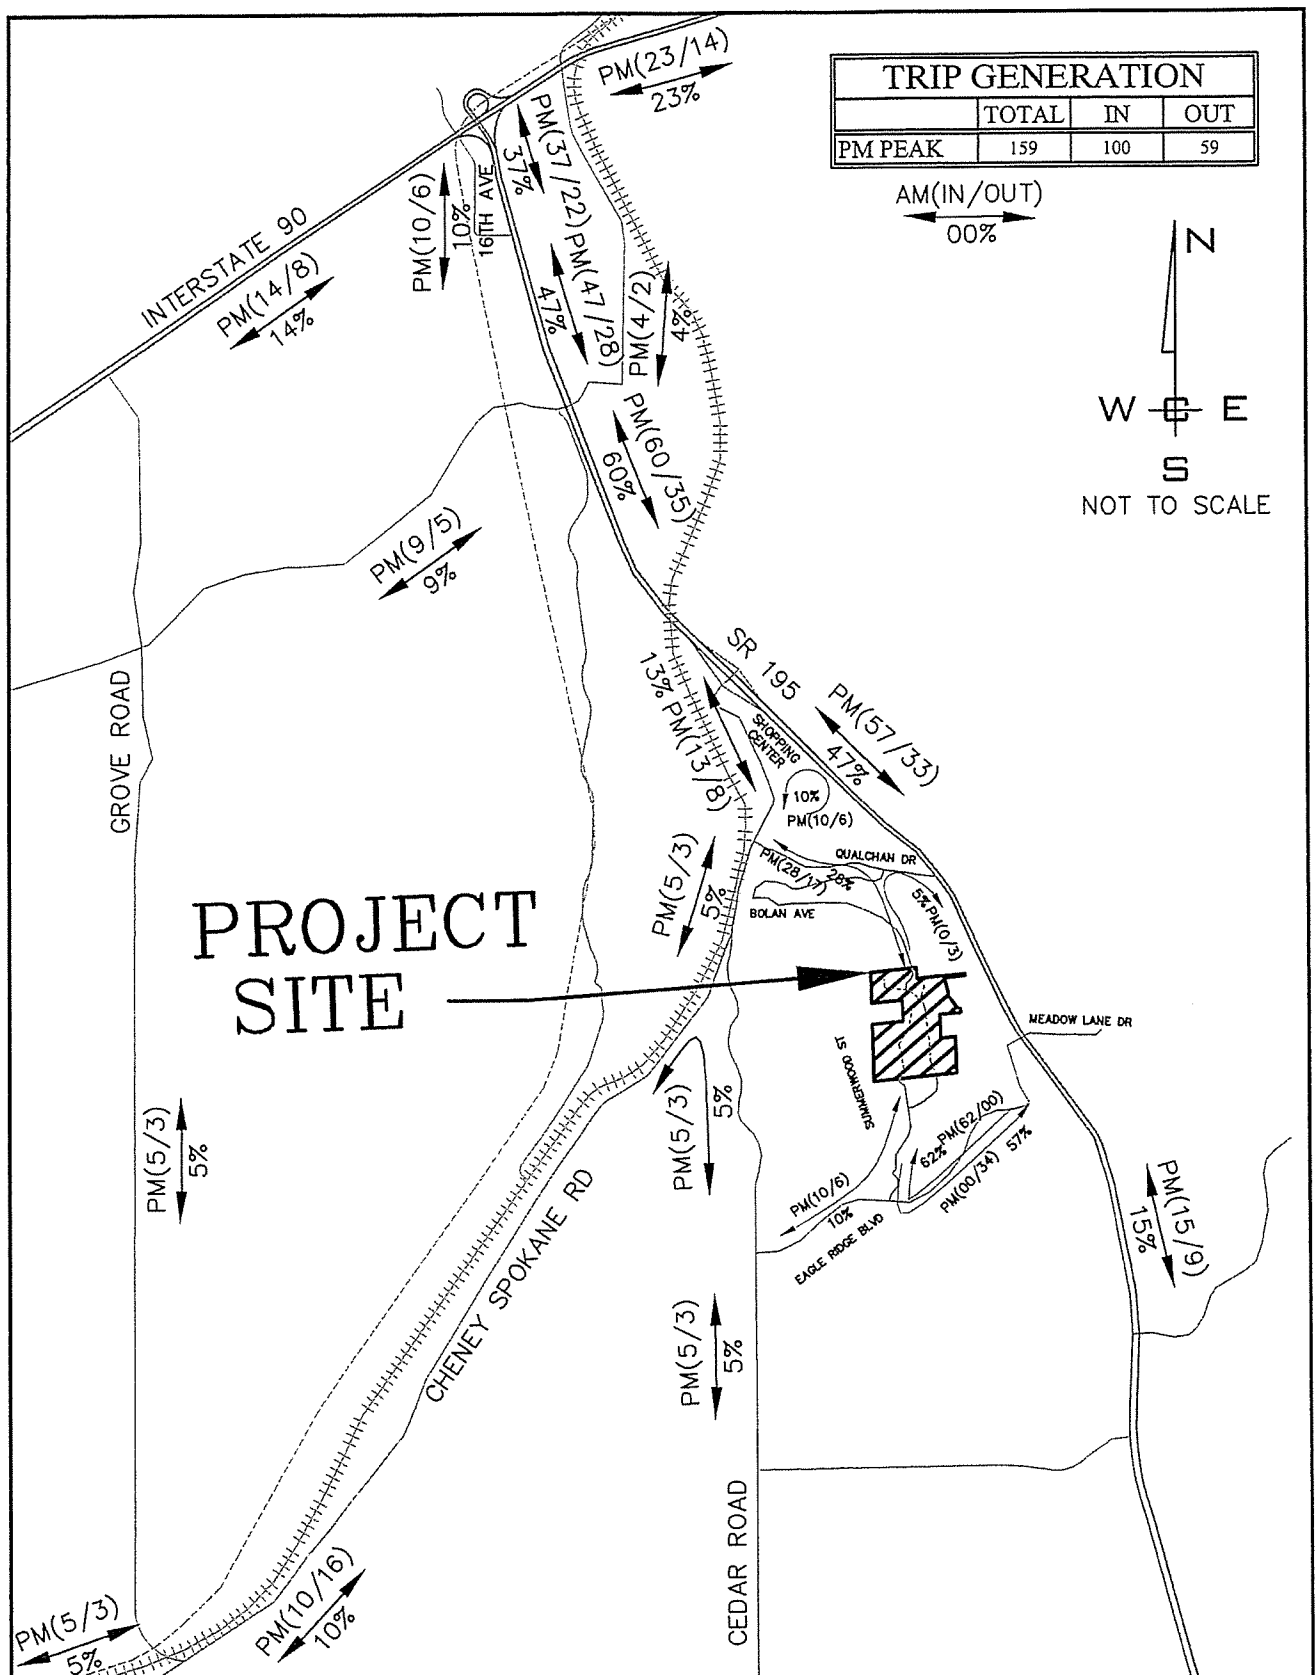 TRIP GENERATION
TOTAL IN OUT
PM PEAK 159 100 59
AM(IN/OUT)
00%
N
W E
S
NOT TO SCALE
PM(23/14)
23%
PM(37/22)
37%
PM(10/6)
10%
16TH AVE
INTERSTATE 90
PM(14/8)
14%
PM(47/28)
47%
PM(4/2)
4%
PM(60/35)
60%
PM(9/5)
9%
GROVE ROAD
SR 195
13% PM(13/8)
SHOPPING
CENTER
PM(57/33)
47%
10%
PM(10/6)
QUALCHAN DR
PM(28/17)
28%
PM(5/3)
5%
BOLAN AVE
5% PM(0/3)
PROJECT
SITE
MEADOW LANE DR
SUMMERWOOD ST
PM(5/3)
5%
PM(5/3)
5%
62% PM(62/00)
57%
PM(00/34)
PM(10/6)
10%
EAGLE RIDGE BLVD
PM(15/9)
15%
CHENEY SPOKANE RD
PM(5/3)
5%
CEDAR ROAD
PM(10/16)
10%
PM(5/3)
5%